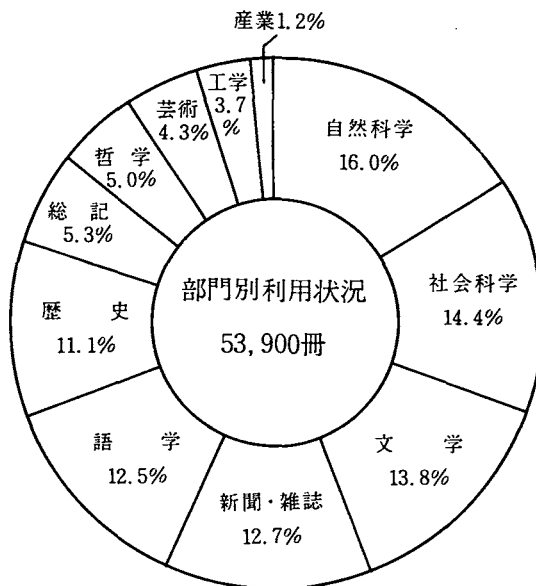 産業1.2%
自然科学
16.0%
社会科学
14.4%
文学
13.8%
新聞・雑誌
12.7%
語学
12.5%
歴史
11.1%
総記
5.3%
哲学
5.0%
芸術
4.3%
工学
3.7
%
部門別利用状況
53,900冊